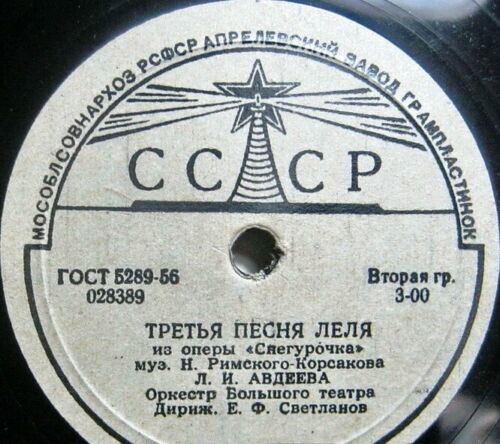 МОСОБЛСОВНАРХОЗ РСФСР АПРЕЛЕВСКИЙ ЗАВОД ГРАМПЛАСТИНОК
СССР
ГОСТ 5289-56
028389
Вторая гр.
3-00
ТРЕТЬЯ ПЕСНЯ ЛЕЛЯ
из оперы «Снегурочка»
муз. Н. Римского-Корсакова
Л. И. АВДЕЕВА
Оркестр Большого театра
Дириж. Е. Ф. Светланов